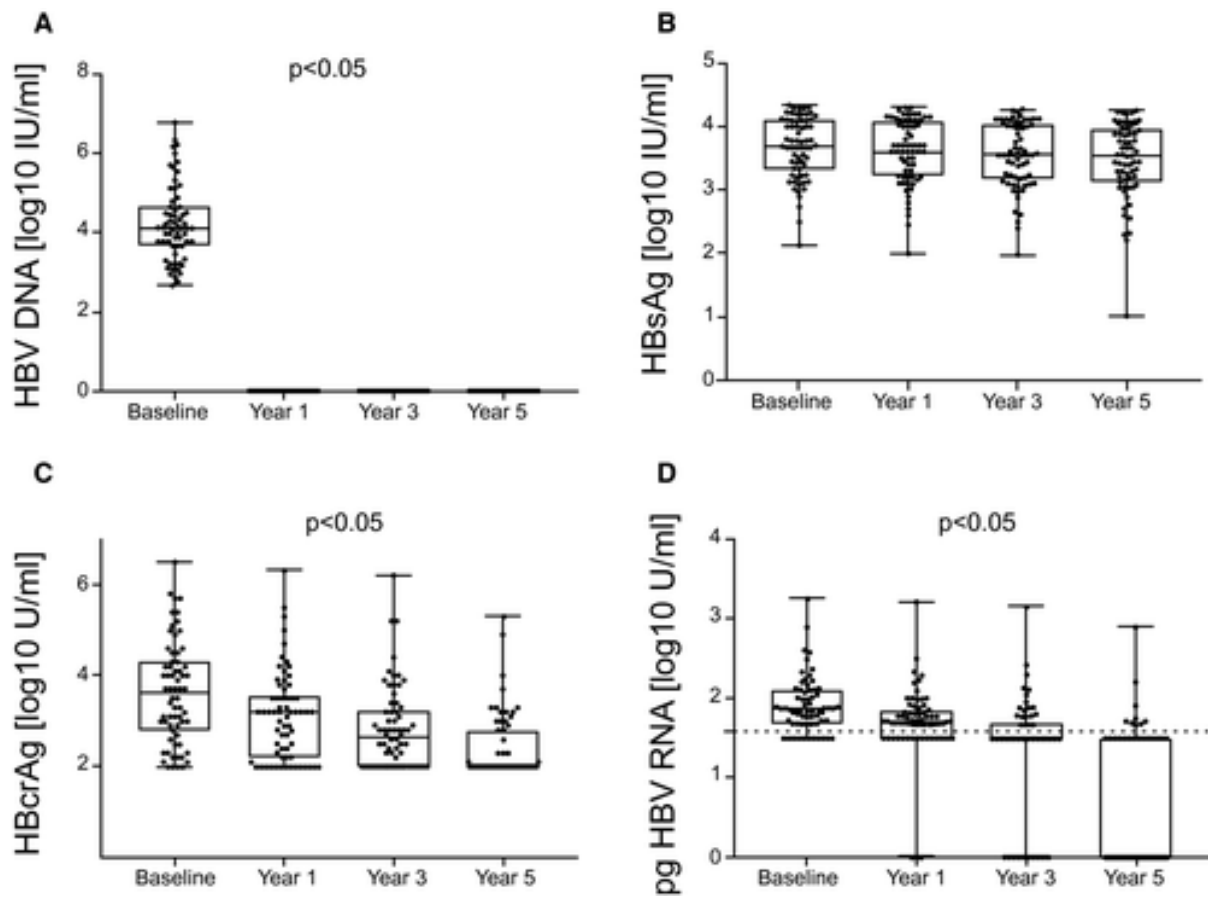 A
p<0.05
HBV DNA [log10 IU/ml]
8
6
4
2
0
Baseline Year 1 Year 3 Year 5
B
HBsAg [log10 IU/ml]
5
4
3
2
1
0
Baseline Year 1 Year 3 Year 5
C
p<0.05
HBcrAg [log10 U/ml]
6
4
2
Baseline Year 1 Year 3 Year 5
D
p<0.05
pg HBV RNA [log10 U/ml]
4
3
2
1
0
Baseline Year 1 Year 3 Year 5